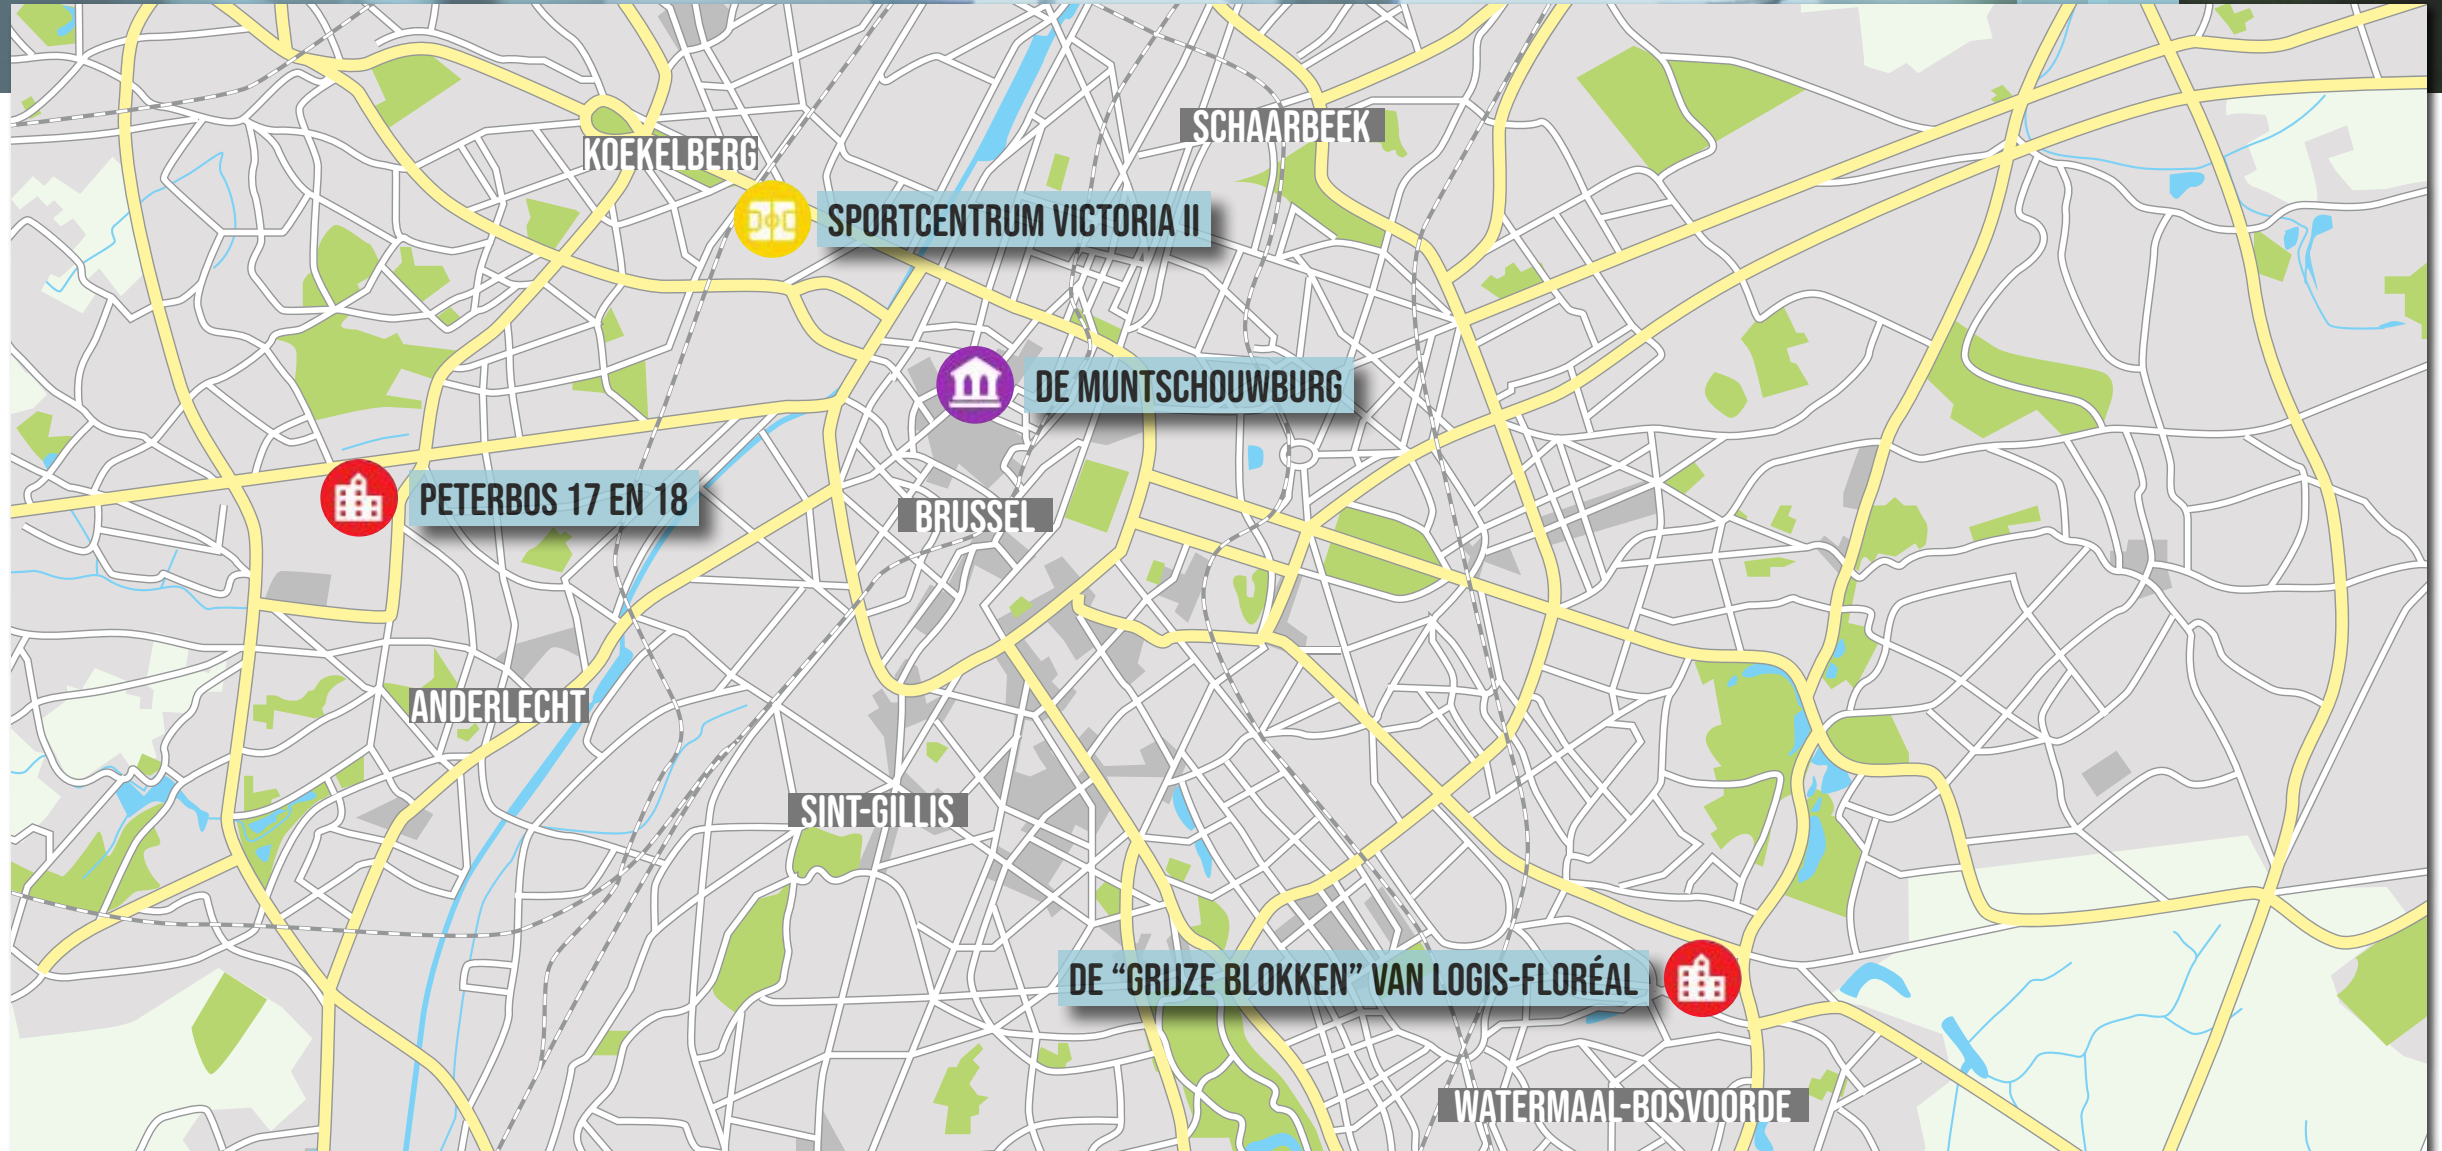 SCHAARBEEK
KOEKELBERG
SPORTCENTRUM VICTORIA II
DE MUNTSCHOUWBURG
PETERBOS 17 EN 18
BRUSSEL
ANDERLECHT
SINT-GILLIS
DE “GRIJZE BLOKKEN” VAN LOGIS-FLORÉAL
WATERMAAL-BOSVOORDE